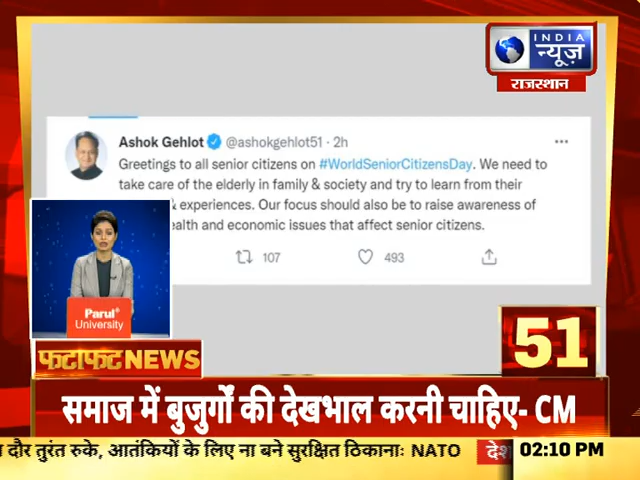 INDIA
न्यूज़
राजस्थान
Ashok Gehlot @ashokgehlot51 · 2h
Greetings to all senior citizens on #WorldSeniorCitizensDay. We need to
take care of the elderly in family & society and try to learn from their
& experiences. Our focus should also be to raise awareness of
and economic issues that affect senior citizens.
107 493
Parul+
University
फटाफट NEWS
51
समाज में बुजुर्गों की देखभाल करनी चाहिए- CM
दौर तुरंत रुके, आतंकियों के लिए ना बने सुरक्षित ठिकानाः NATO
02:10 PM